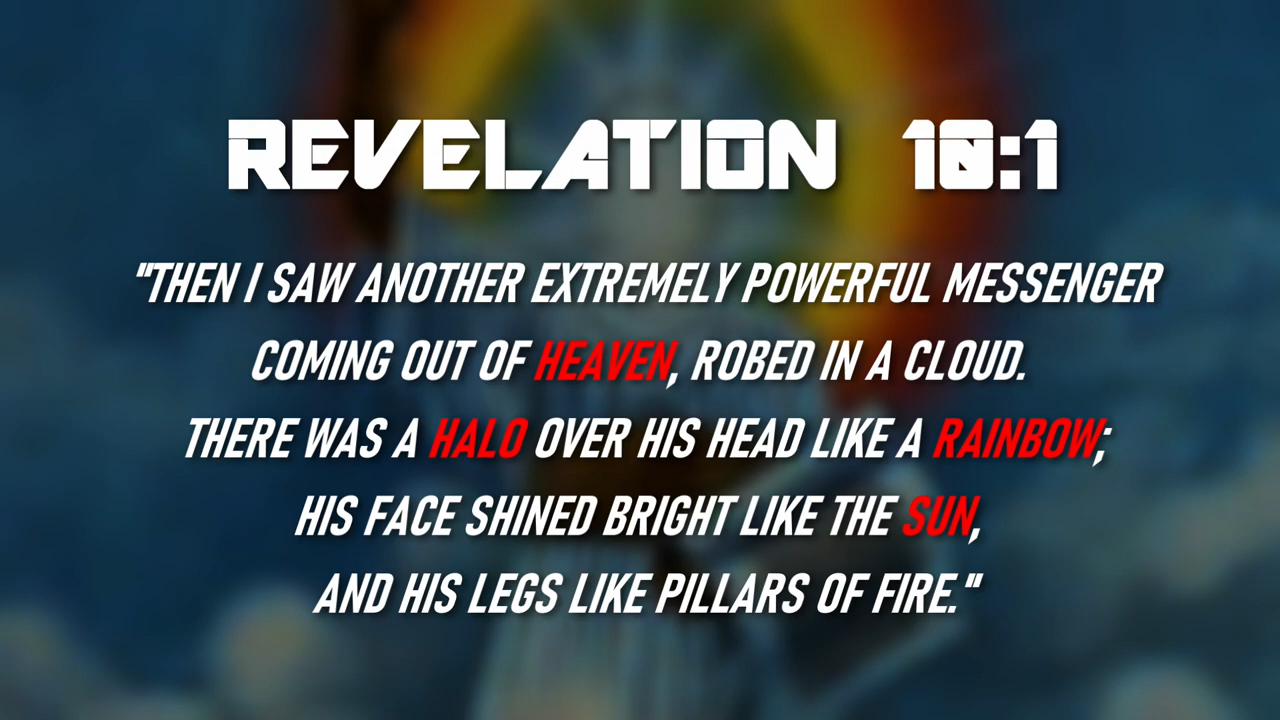 REVELATION 10:1
"THEN I SAW ANOTHER EXTREMELY POWERFUL MESSENGER
COMING OUT OF HEAVEN, ROBED IN A CLOUD.
THERE WAS A HALO OVER HIS HEAD LIKE A RAINBOW;
HIS FACE SHINED BRIGHT LIKE THE SUN,
AND HIS LEGS LIKE PILLARS OF FIRE."